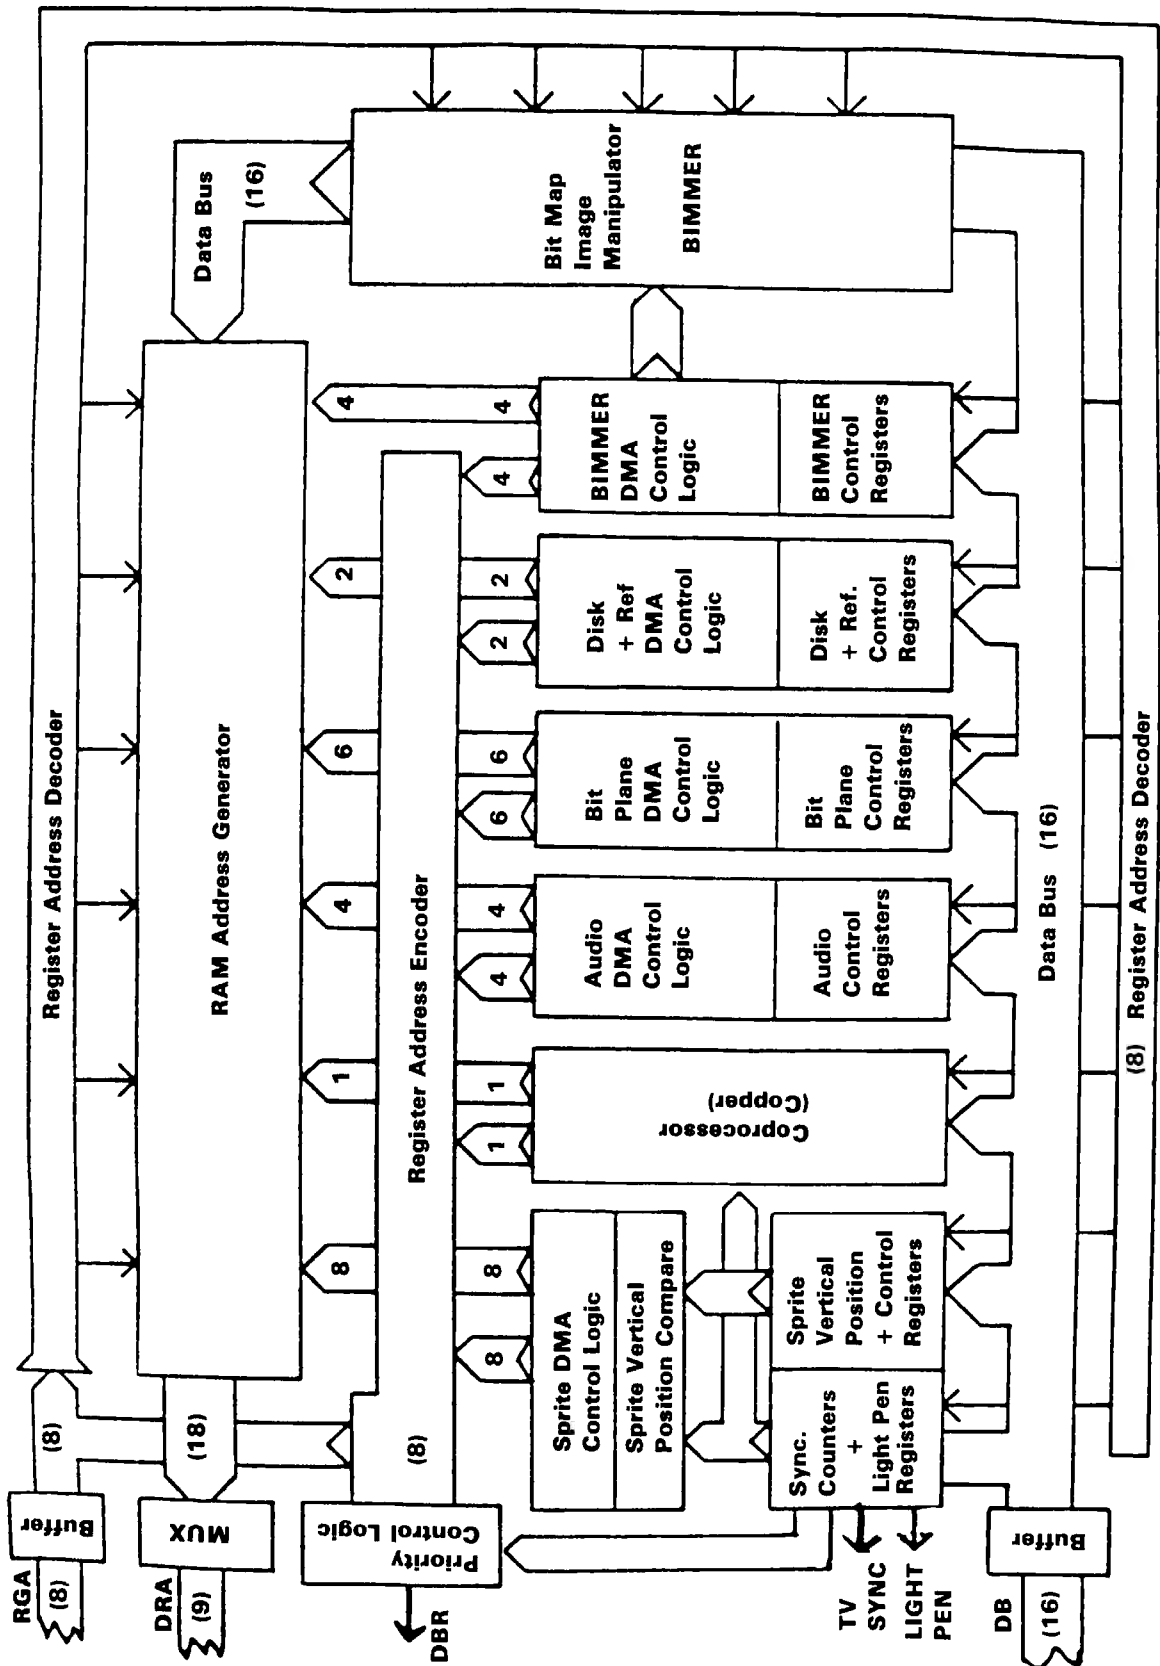 Register Address Decoder
RGA
(8)
Buffer
(8)
DRA
(9)
MUX
(18)
RAM Address Generator
Data Bus
(16)
DBR
Priority
Control Logic
(8)
Register Address Encoder
8
1
4
6
2
4
8
8
1
1
4
4
6
6
2
2
4
4
Sprite DMA
Control Logic
Sprite Vertical
Position Compare
Coprocessor
(Copper)
Audio
DMA
Control
Logic
Audio
Control
Registers
Bit
Plane
DMA
Control
Logic
Bit
Plane
Control
Registers
Disk
+ Ref
DMA
Control
Logic
Disk
+ Ref.
Control
Registers
BIMMER
DMA
Control
Logic
BIMMER
Control
Registers
Bit Map
Image
Manipulator
BIMMER
Sync.
Counters
+
Light Pen
Registers
Sprite
Vertical
Position
+ Control
Registers
TV
SYNC
LIGHT
PEN
DB
(16)
Buffer
Data Bus (16)
(8) Register Address Decoder